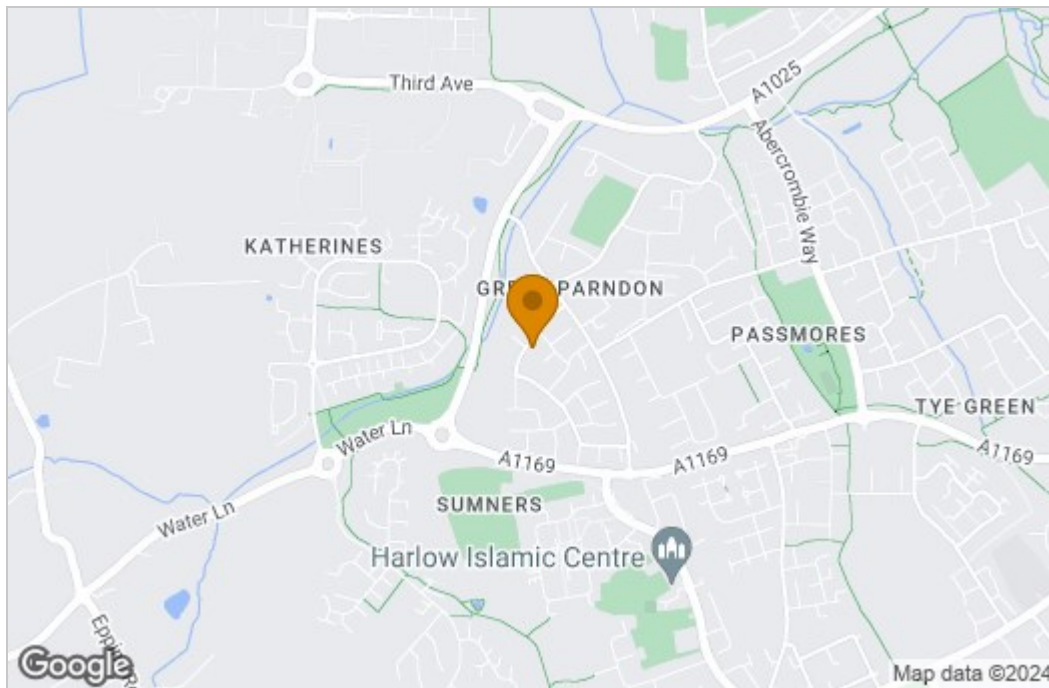 Third Ave
A1025
Abercrombie Way
KATHERINES
PARNDON
PASSMORES
TYE GREEN
Water Ln
A1169
A1169
A1169
SUMNERS
Water Ln
Harlow Islamic Centre
Google
Map data ©2024